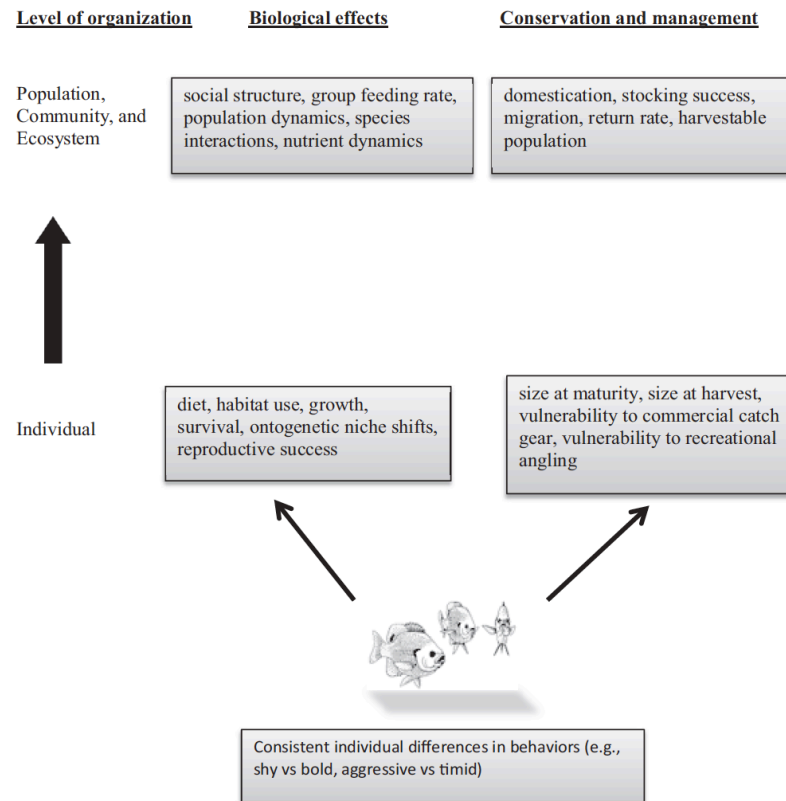 Level of organization
Biological effects
Conservation and management
Population,
Community, and
Ecosystem
social structure, group feeding rate,
population dynamics, species
interactions, nutrient dynamics
domestication, stocking success,
migration, return rate, harvestable
population
Individual
diet, habitat use, growth,
survival, ontogenetic niche shifts,
reproductive success
size at maturity, size at harvest,
vulnerability to commercial catch
gear, vulnerability to recreational
angling
Consistent individual differences in behaviors (e.g.,
shy vs bold, aggressive vs timid)